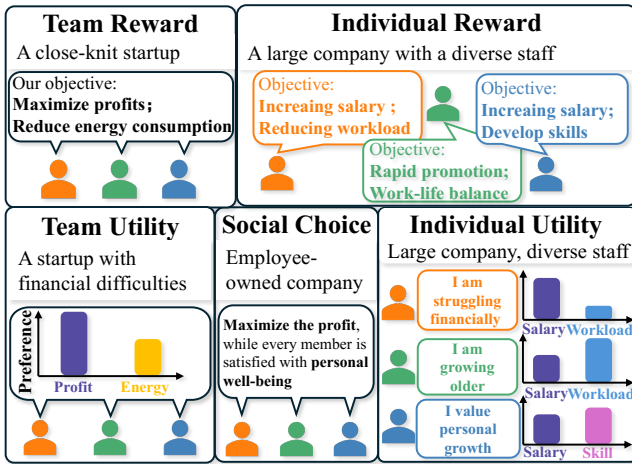 Team Reward
A close-knit startup
Our objective:
Maximize profits;
Reduce energy consumption
Individual Reward
A large company with a diverse staff
Objective:
Increaing salary ;
Reducing workload
Objective:
Rapid promotion;
Work-life balance
Objective:
Increaing salary;
Develop skills
Team Utility
A startup with
financial difficulties
Preference
Profit
Energy
Social Choice
Employee-
owned company
Maximize the profit,
while every member is
satisfied with personal
well-being
Individual Utility
Large company, diverse staff
I am
struggling
financially
Salary Workload
I am
growing
older
Salary Workload
I value
personal
growth
Salary Skill